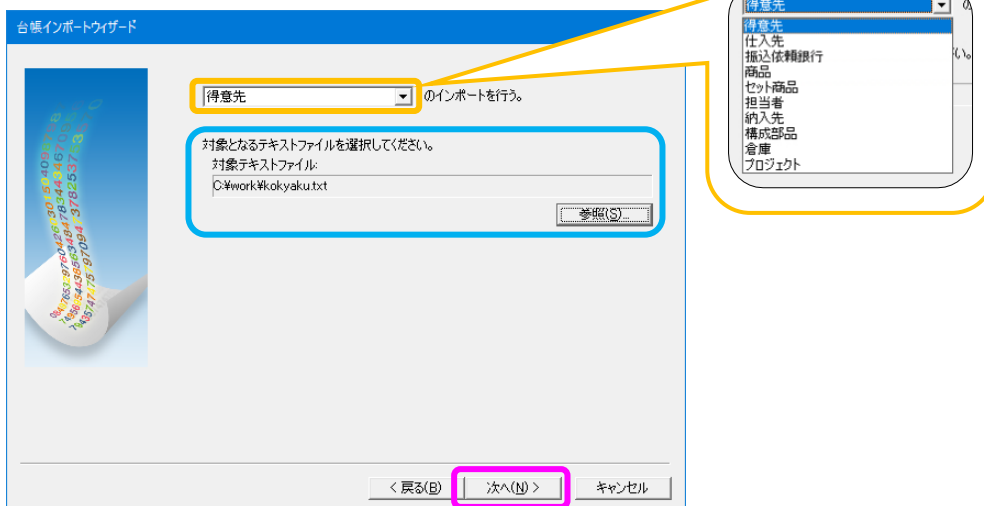 台帳インポートウィザード
得意先 のインポートを行う。
対象となるテキストファイルを選択してください。
対象テキストファイル:
C:¥work¥kokyaku.txt
参照(S)...
< 戻る(B)
次へ(N) >
キャンセル
得意先
得意先
仕入先
振込依頼銀行
商品
セット商品
担当者
納入先
構成部品
倉庫
プロジェクト
い。